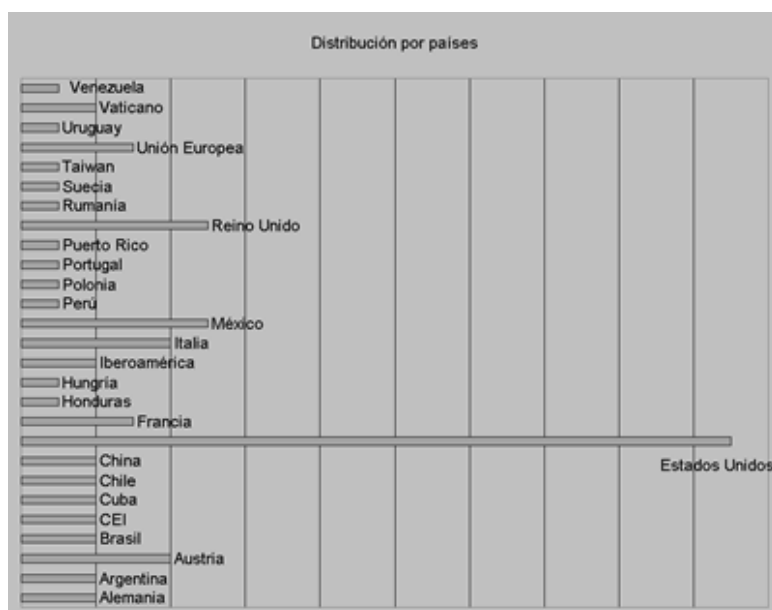 Distribución por países
Venezuela
Vaticano
Uruguay
Unión Europea
Taiwan
Suecia
Rumanía
Reino Unido
Puerto Rico
Portugal
Polonia
Perú
México
Italia
Iberoamérica
Hungría
Honduras
Francia
Estados Unidos
China
Chile
Cuba
CEI
Brasil
Austria
Argentina
Alemania